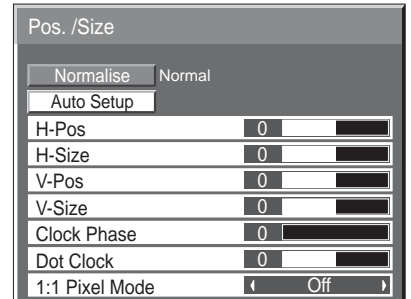 Pos. /Size
Normalise Normal
Auto Setup
H-Pos 0
H-Size 0
V-Pos 0
V-Size 0
Clock Phase 0
Dot Clock 0
1:1 Pixel Mode Off